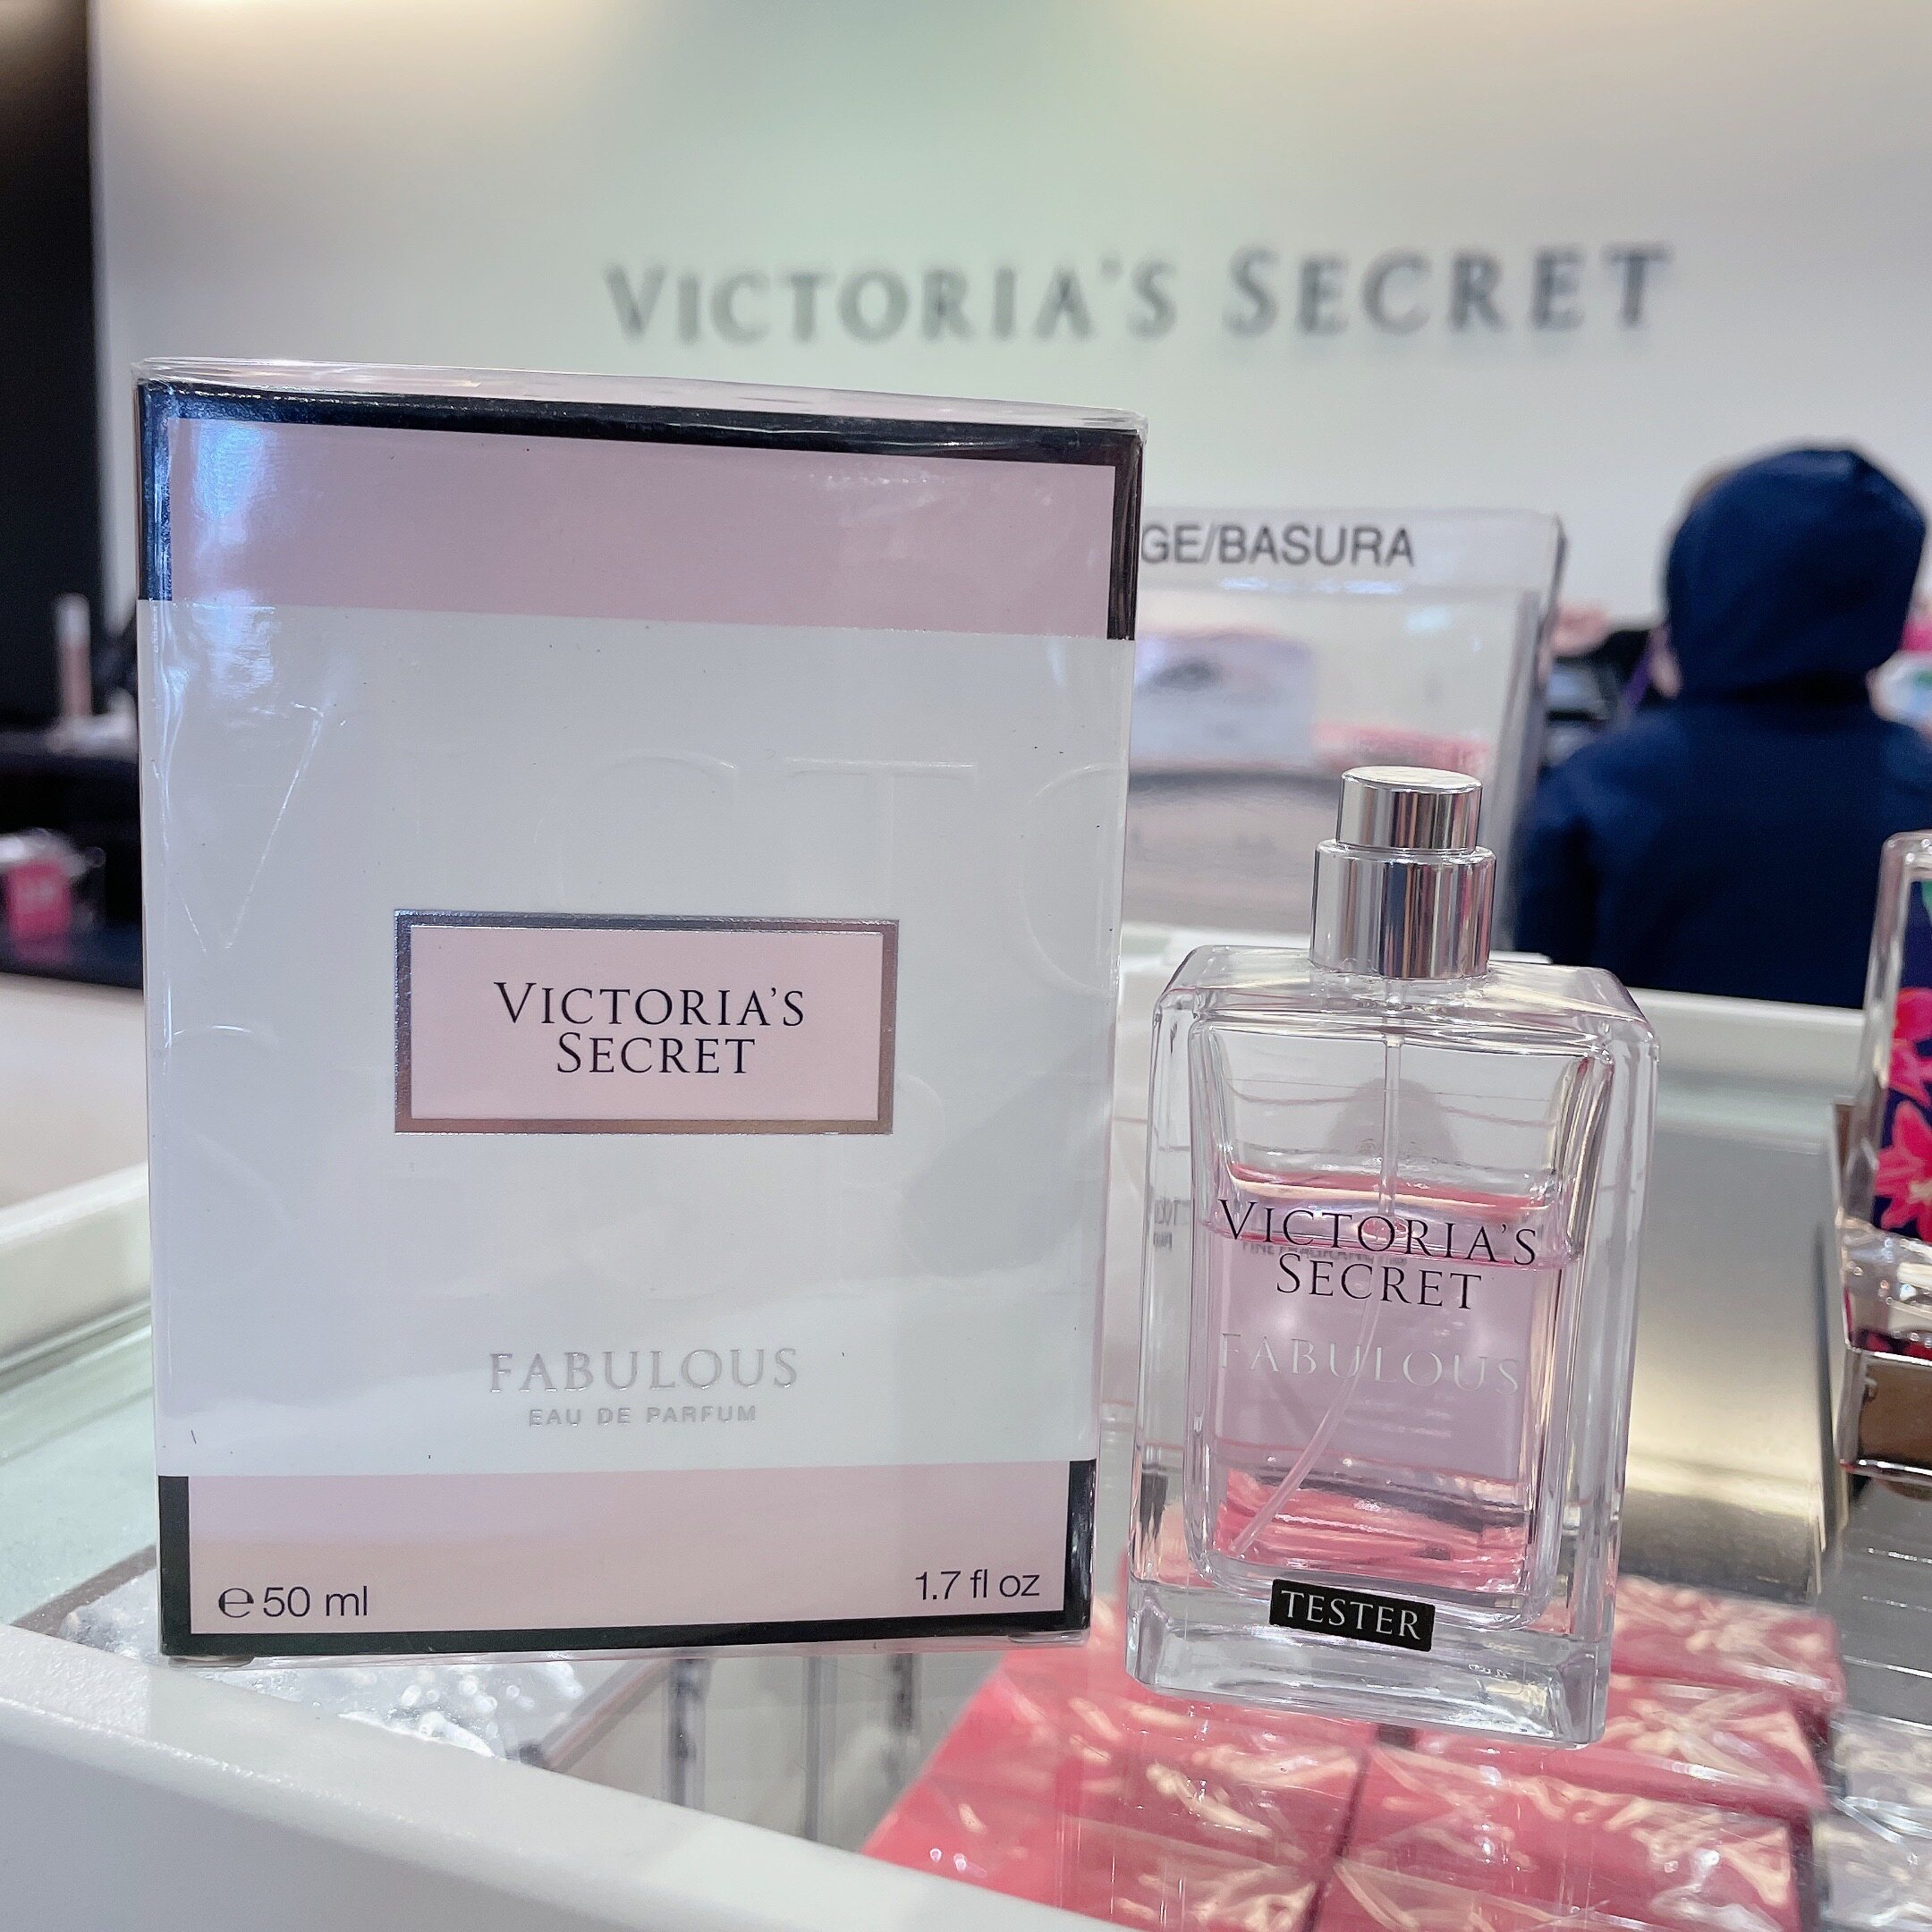 VICTORIA'S SECRET
GE/BASURA
VICTORIA'S
SECRET
FABULOUS
EAU DE PARFUM
e 50 ml
1.7 fl oz
VICTORIA'S
SECRET
FABULOUS
TESTER